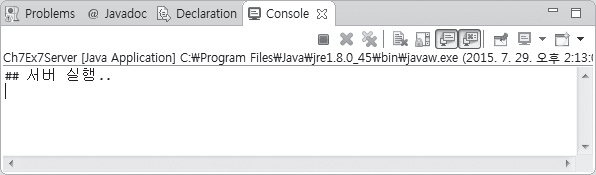 Problems @ Javadoc Declaration Console
Ch7Ex7Server [Java Application] C:₩Program Files₩Java₩jre1.8.0_45₩bin₩javaw.exe (2015. 7. 29. 오후 2:13:0
## 서버 실행..